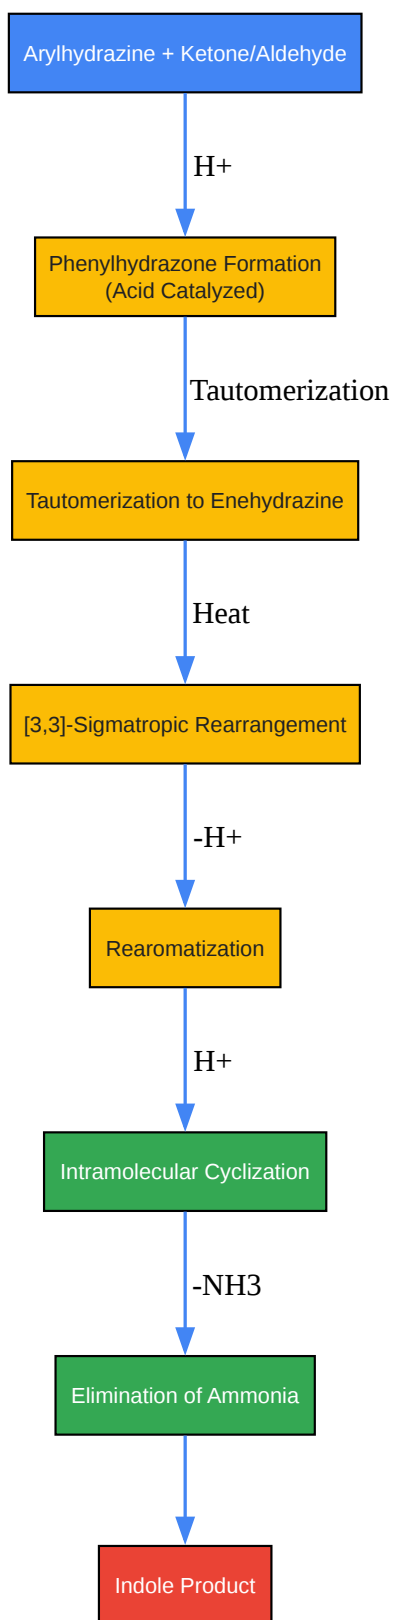 Arylhydrazine + Ketone/Aldehyde
H+
Phenylhydrazone Formation
(Acid Catalyzed)
Tautomerization
Tautomerization to Enehydrazine
Heat
[3,3]-Sigmatropic Rearrangement
-H+
Rearomatization
H+
Intramolecular Cyclization
-NH3
Elimination of Ammonia
Indole Product